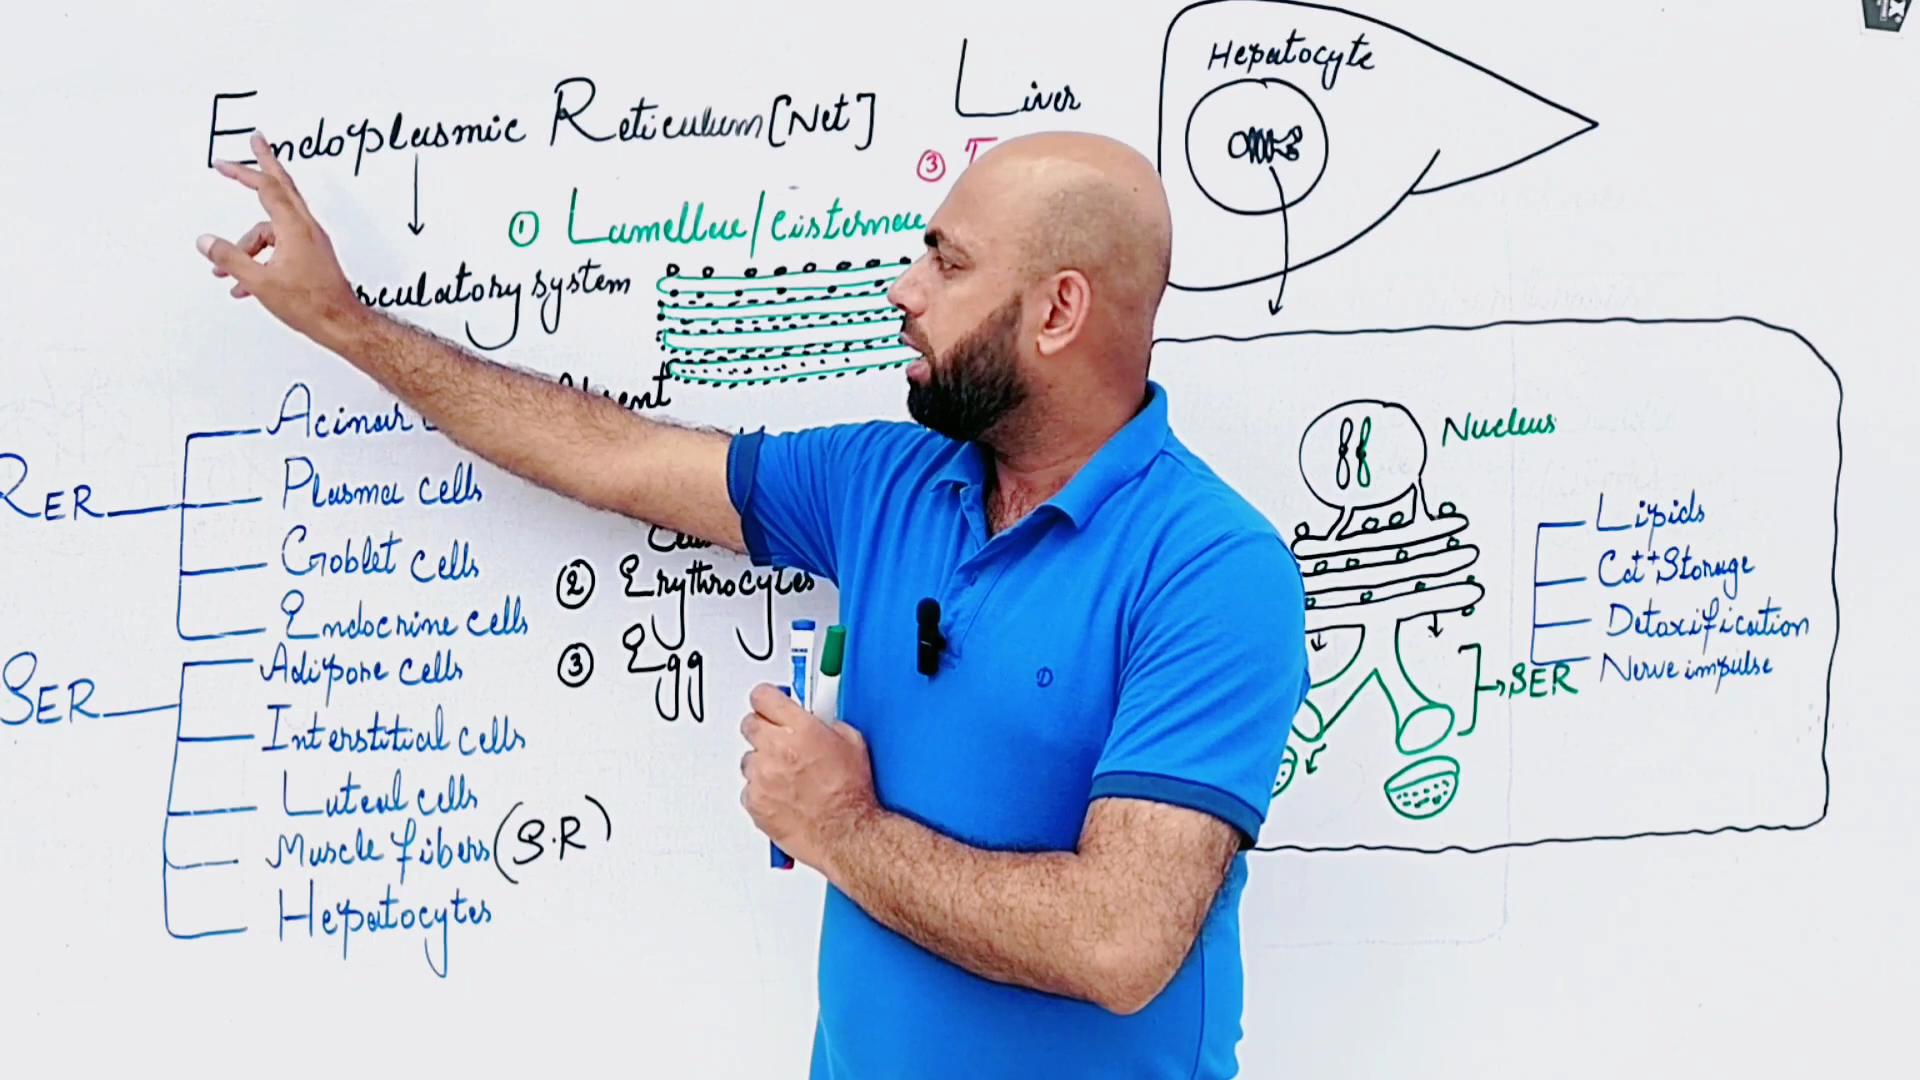 Endoplasmic Reticulum [Net]
Liver
③
① Lamellae/Cisternae
system
RER
Acinar
Plasma cells
Goblet cells
Endocrine cells
SER
Adipose cells
Interstitial cells
Luteal cells
Muscle fibers (S.R)
Hepatocytes
② Erythrocytes
③ Egg
Hepatocyte
Nucleus
SER
Lipids
Ca++ Storage
Detoxification
Nerve impulse